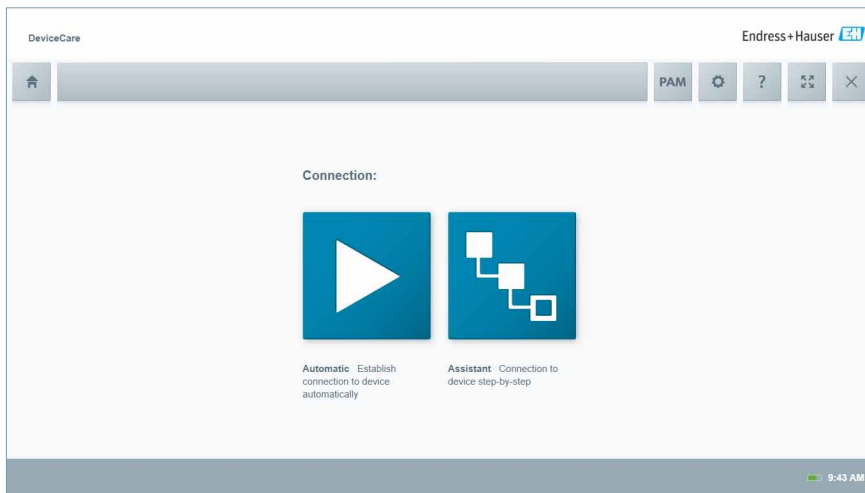 DeviceCare
Endress+Hauser EH
PAM
?
Connection:
Automatic Establish
connection to device
automatically
Assistant Connection to
device step-by-step
9:43 AM